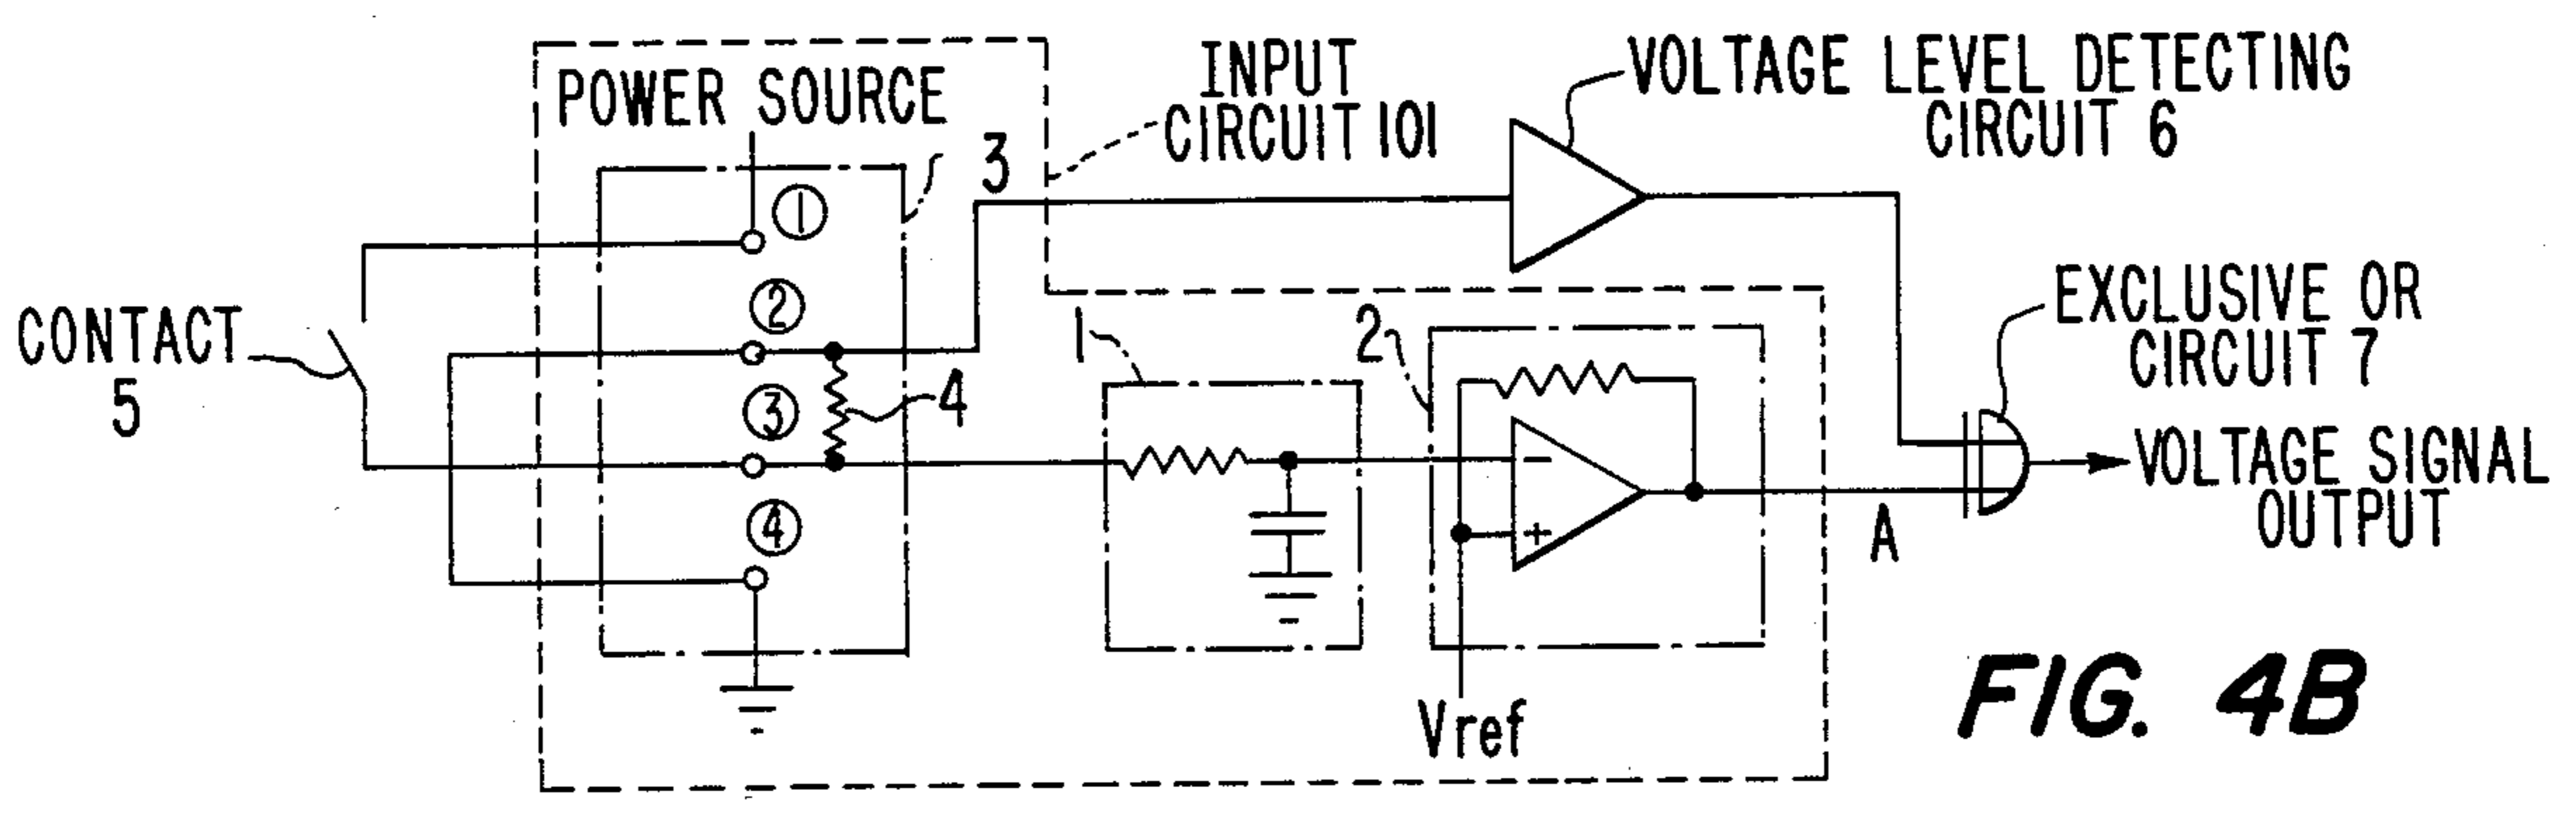 POWER SOURCE
INPUT
CIRCUIT 101
VOLTAGE LEVEL DETECTING
CIRCUIT 6
3
①
②
③
④
4
CONTACT
5
1
2
-
+
Vref
EXCLUSIVE OR
CIRCUIT 7
VOLTAGE SIGNAL
OUTPUT
A
FIG. 4B